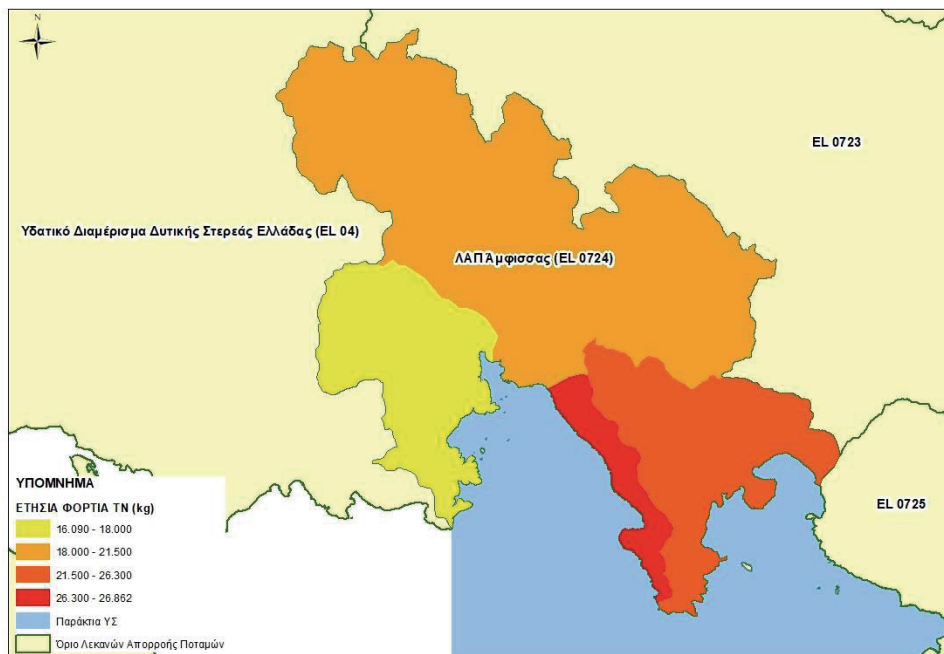 N
EL 0723
Υδατικό Διαμέρισμα Δυτικής Στερεάς Ελλάδας (EL 04)
ΛΑΠ Άμφισσας (EL 0724)
EL 0725
ΥΠΟΜΝΗΜΑ
ΕΤΗΣΙΑ ΦΟΡΤΙΑ TN (kg)
16.090 - 18.000
18.000 - 21.500
21.500 - 26.300
26.300 - 26.862
Παράκτια ΥΣ
Όριο Λεκανών Απορροής Ποταμών